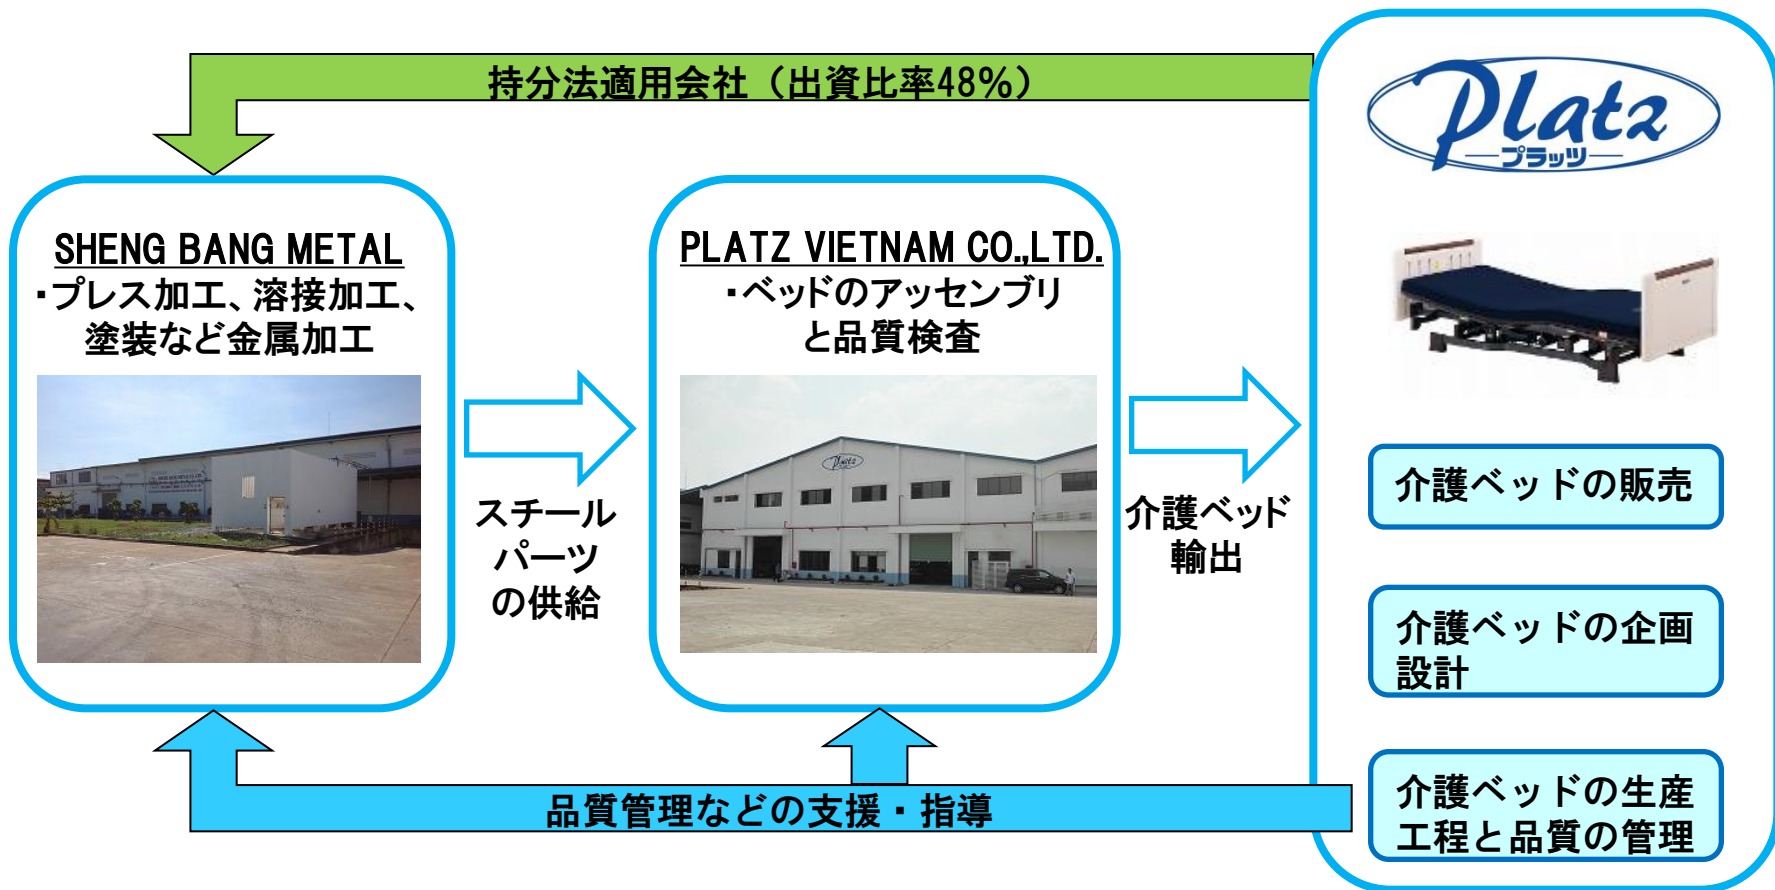 持分法適用会社（出資比率48％）
Platz
プラッツ
SHENG BANG METAL
・プレス加工、溶接加工、
塗装など金属加工
スチール
パーツ
の供給
PLATZ VIETNAM CO.,LTD.
・ベッドのアッセンブリ
と品質検査
Platz
介護ベッド
輸出
介護ベッドの販売
介護ベッドの企画
設計
介護ベッドの生産
工程と品質の管理
品質管理などの支援・指導